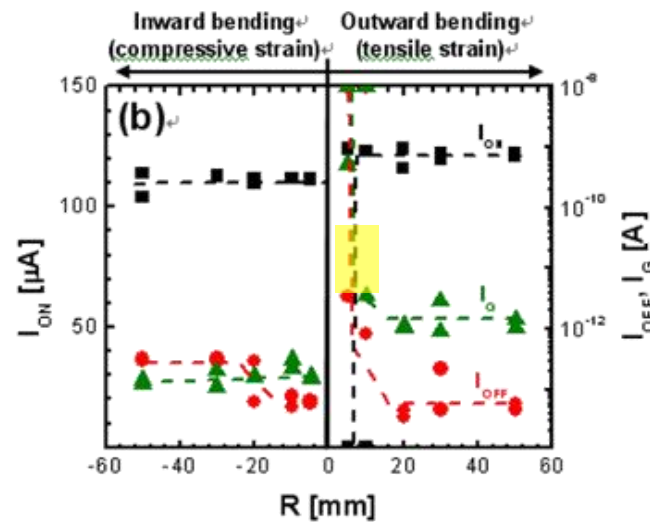 Inward bending
(compressive strain)
Outward bending
(tensile strain)
(b)
150
100
50
I_ON [μA]
10⁻⁸
10⁻¹⁰
10⁻¹²
I_OFF, I_G [A]
I_on
I_G
I_OFF
-60 -40 -20 0 20 40 60
R [mm]